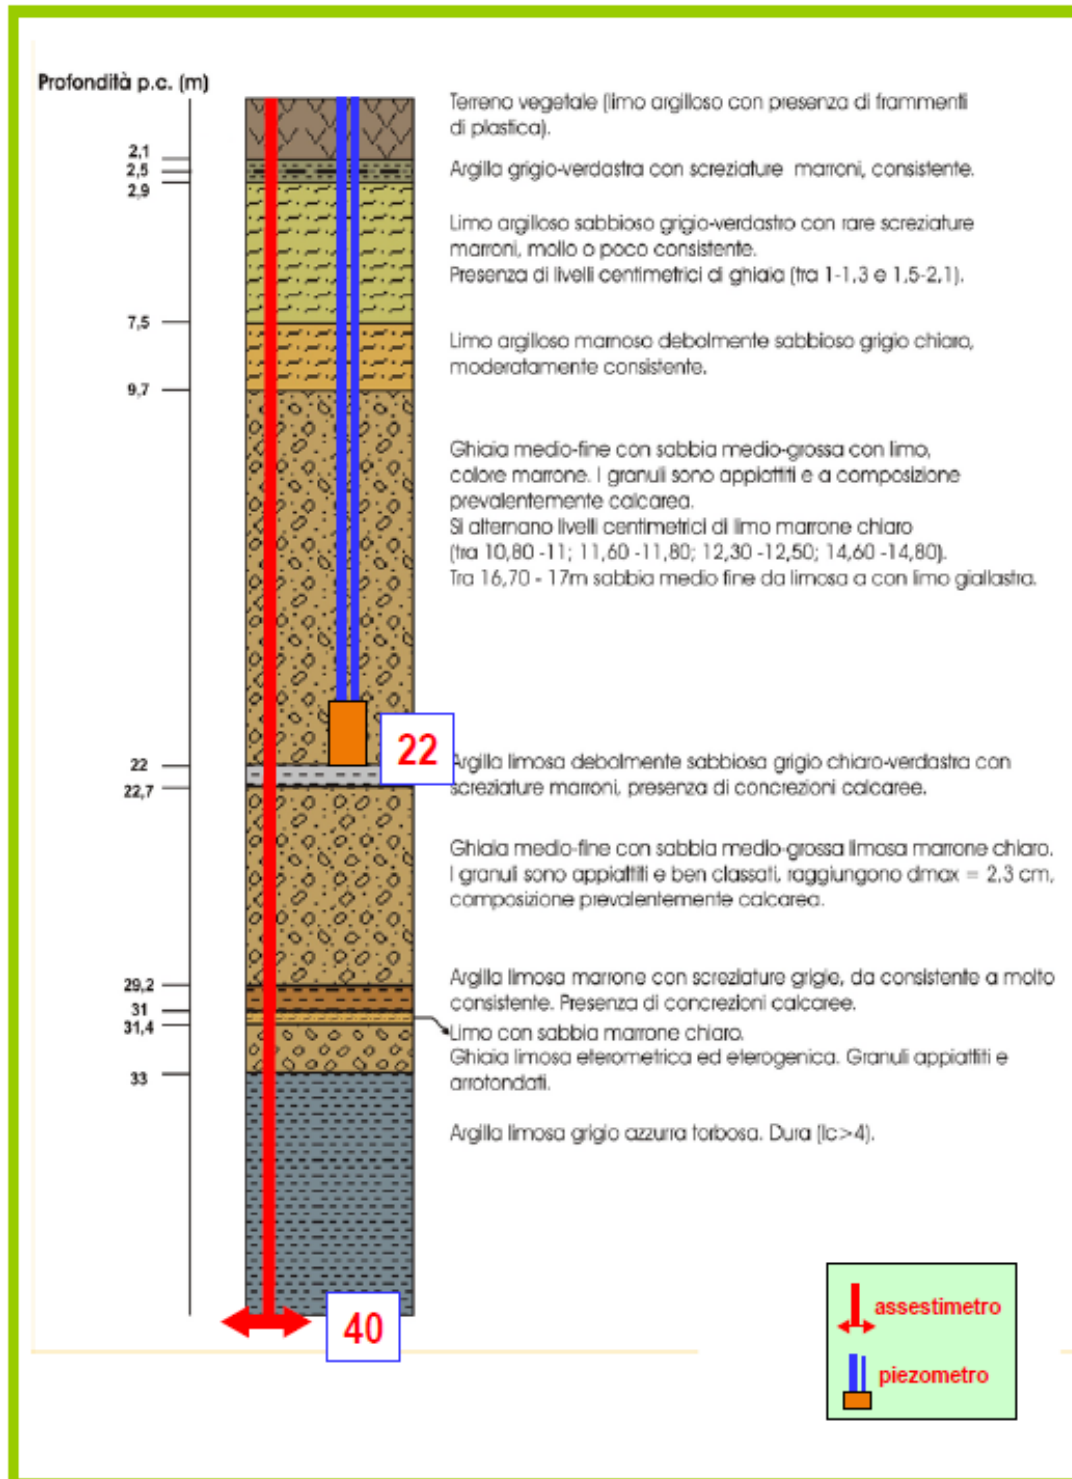 Profondità p.c. (m)
Terreno vegetale (limo argilloso con presenza di frammenti
di plastica).
2,1
2,5
2,9
Argilla grigio-verdastra con screziature marroni, consistente.
Limo argilloso sabbioso grigio-verdastro con rare screziature
marroni, mollo o poco consistente.
Presenza di livelli centimetrici di ghiaia (tra 1-1,3 e 1,5-2,1).
7,5
Limo argilloso marnoso debolmente sabbioso grigio chiaro,
moderatamente consistente.
9,7
Ghiaia medio-fine con sabbia medio-grossa con limo,
colore marrone. I granuli sono appiattiti e a composizione
prevalentemente calcarea.
Si alternano livelli centimetrici di limo marrone chiaro
(tra 10,80 -11; 11,60 -11,80; 12,30 -12,50; 14,60 -14,80).
Tra 16,70 - 17m sabbia medio fine da limosa a con limo giallastra.
22
22
22,7
Argilla limosa debolmente sabbiosa grigio chiaro-verdastra con
screziature marroni, presenza di concrezioni calcaree.
Ghiaia medio-fine con sabbia medio-grossa limosa marrone chiaro.
I granuli sono appiattiti e ben classati, raggiungono dmax = 2,3 cm,
composizione prevalentemente calcarea.
29,2
31
31,4
33
Argilla limosa marrone con screziature grigie, da consistente a molto
consistente. Presenza di concrezioni calcaree.
Limo con sabbia marrone chiaro.
Ghiaia limosa eterometrica ed eterogenica. Granuli appiattiti e
arrotondati.
Argilla limosa grigio azzurra torbosa. Dura (Ic>4).
40
assestimetro
piezometro